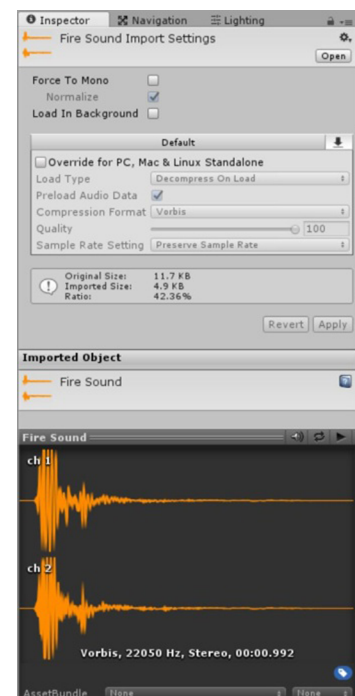 Inspector Navigation Lighting
Fire Sound Import Settings
Open
Force To Mono
Normalize
Load In Background
Default
Override for PC, Mac & Linux Standalone
Load Type Decompress On Load
Preload Audio Data
Compression Format Vorbis
Quality 100
Sample Rate Setting Preserve Sample Rate
Original Size: 11.7 KB
Imported Size: 4.9 KB
Ratio: 42.36%
Revert Apply
Imported Object
Fire Sound
Fire Sound
ch 1
ch 2
Vorbis, 22050 Hz, Stereo, 00:00.992
AssetBundle None None